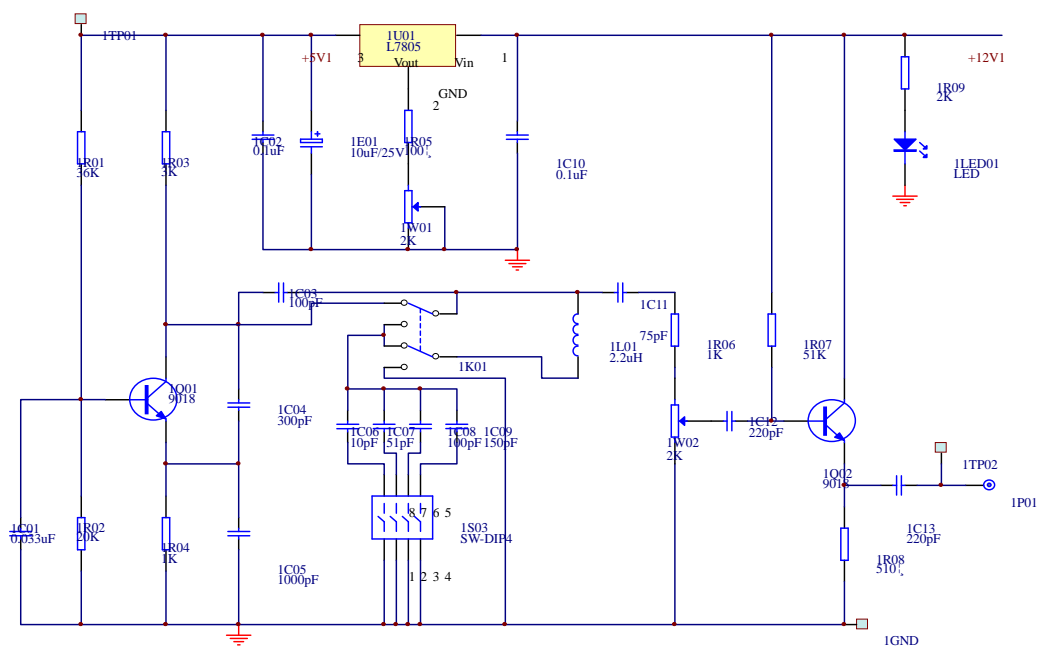 1TP01
1U01
L7805
+5V1
3
Vout
Vin
1
+12V1
GND
2
1R09
2K
1R01
36K
1R03
3K
1C02
0.1uF
1E01
10uF/25V
1R05
100
1C10
0.1uF
1LED01
LED
1W01
2K
1C03
100pF
1C11
75pF
1L01
2.2uH
1R06
1K
1R07
51K
1K01
1Q01
9018
1C04
300pF
1C06
10pF
1C07
51pF
1C08
100pF
1C09
150pF
1W02
2K
1C12
220pF
1Q02
9018
1TP02
1P01
8 7 6 5
1S03
SW-DIP4
1C01
0.033uF
1R02
20K
1R04
1K
1C13
220pF
1C05
1000pF
1 2 3 4
1R08
510
1GND